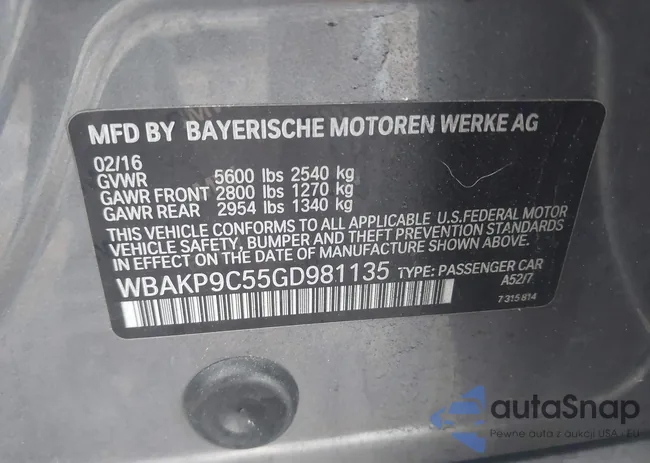 MFD BY BAYERISCHE MOTOREN WERKE AG
02/16
GVWR 5600 lbs 2540 kg
GAWR FRONT 2800 lbs 1270 kg
GAWR REAR 2954 lbs 1340 kg
THIS VEHICLE CONFORMS TO ALL APPLICABLE U.S.FEDERAL MOTOR
VEHICLE SAFETY, BUMPER AND THEFT PREVENTION STANDARDS
IN EFFECT ON THE DATE OF MANUFACTURE SHOWN ABOVE.
WBAKP9C55GD981135 TYPE: PASSENGER CAR
A52/7
7315814
autaSnap
Pewne auta z aukcji USA - EU